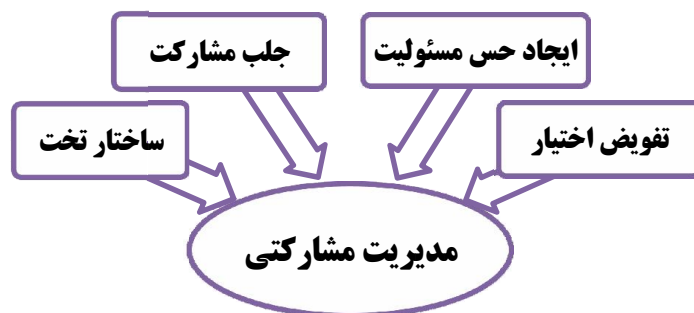 ایجاد حس مسئولیت
جلب مشارکت
تفویض اختیار
ساختار تخت
مدیریت مشارکتی